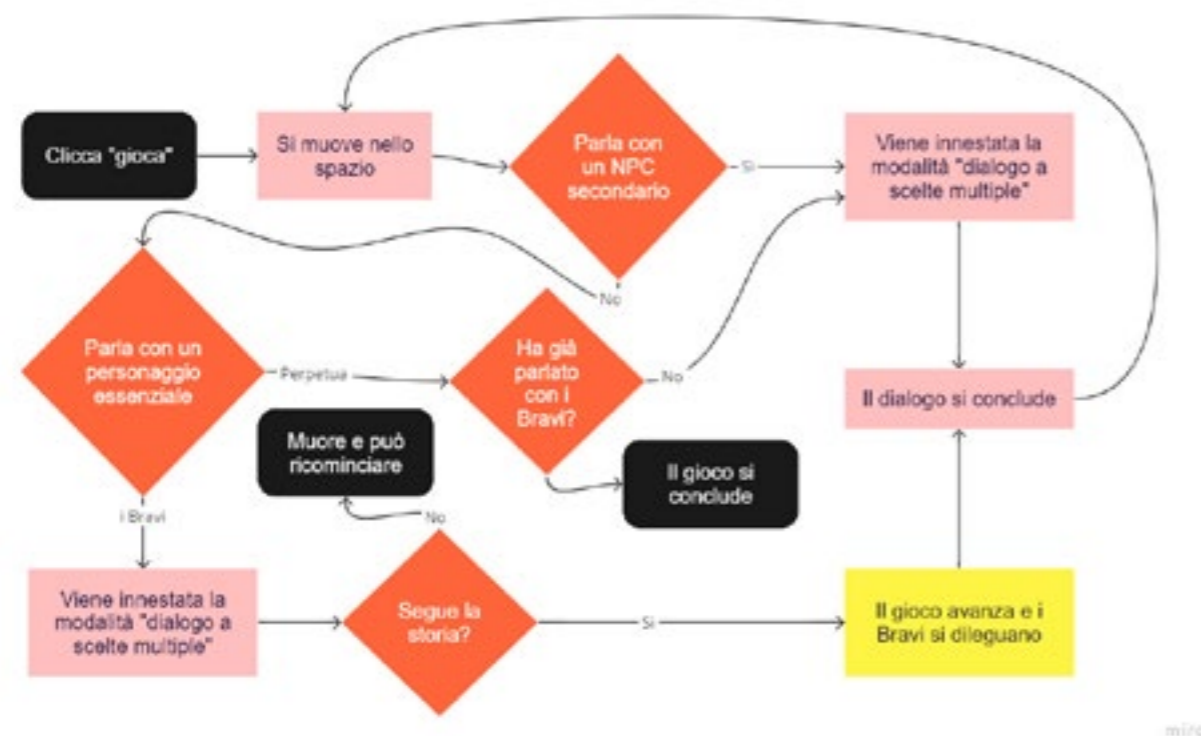 Clicca "gioca"
Si muove nello
spazio
Parla con
un NPC
secondario
Si
Viene innestata la
modalità "dialogo a
scelte multiple"
No
Parla con un
personaggio
essenziale
Perpetua
Ha già
parlato
con i
Bravi?
No
Il dialogo si conclude
Muore e può
ricominciare
Il gioco si
conclude
i Bravi
No
Viene innestata la
modalità "dialogo a
scelte multiple"
Segue la
storia?
Si
Il gioco avanza e i
Bravi si dileguano
miro